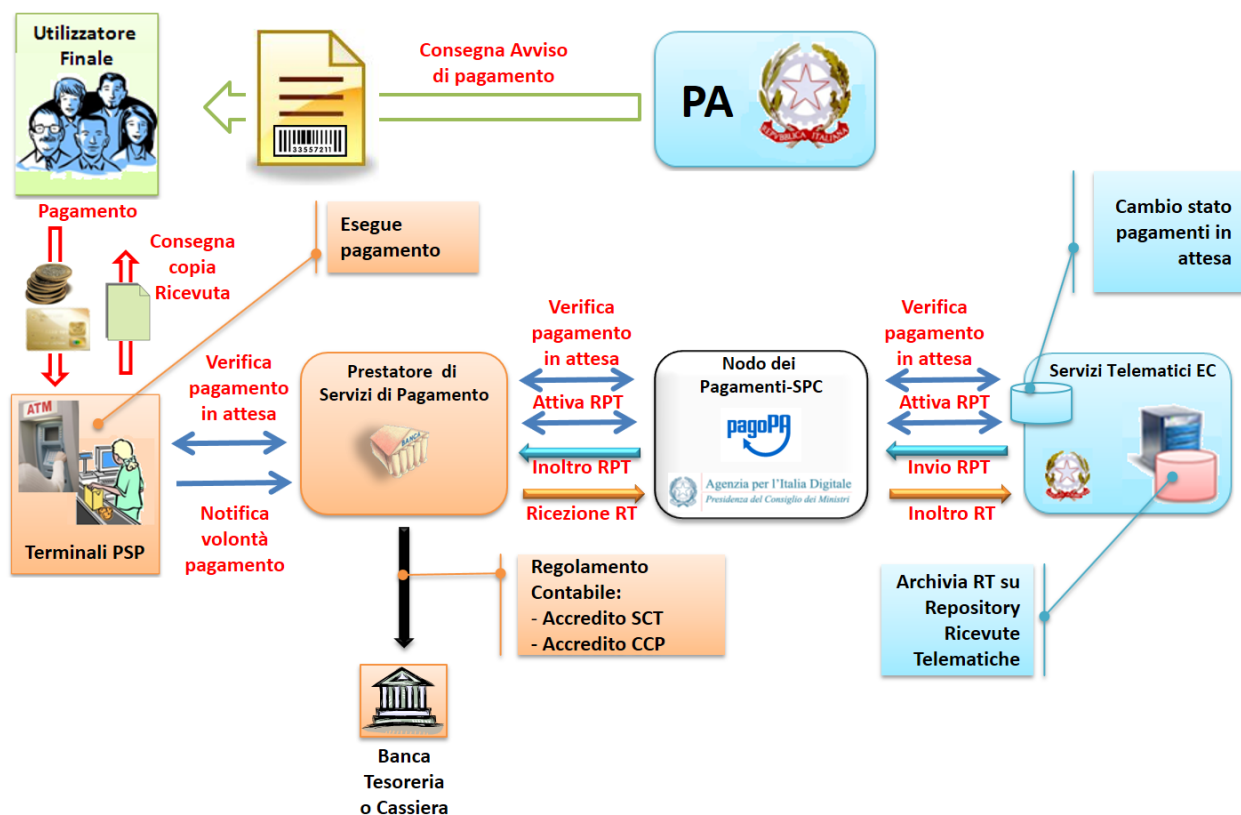 Utilizzatore
Finale
Consegna Avviso
di pagamento
33557211
PA
REPVBBLICA ITALIANA
Pagamento
Consegna
copia
Ricevuta
Esegue
pagamento
Cambio stato
pagamenti in
attesa
Verifica
pagamento
in attesa
ATM
Terminali PSP
Notifica
volontà
pagamento
Prestatore di
Servizi di Pagamento
BANCA
Verifica
pagamento
in attesa
Attiva RPT
Inoltro RPT
Ricezione RT
Nodo dei
Pagamenti-SPC
pagoPA
Agenzia per l'Italia Digitale
Presidenza del Consiglio dei Ministri
Verifica
pagamento
in attesa
Attiva RPT
Invio RPT
Inoltro RT
Servizi Telematici EC
Regolamento
Contabile:
- Accredito SCT
- Accredito CCP
Archivia RT su
Repository
Ricevute
Telematiche
Banca
Tesoreria
o Cassiera